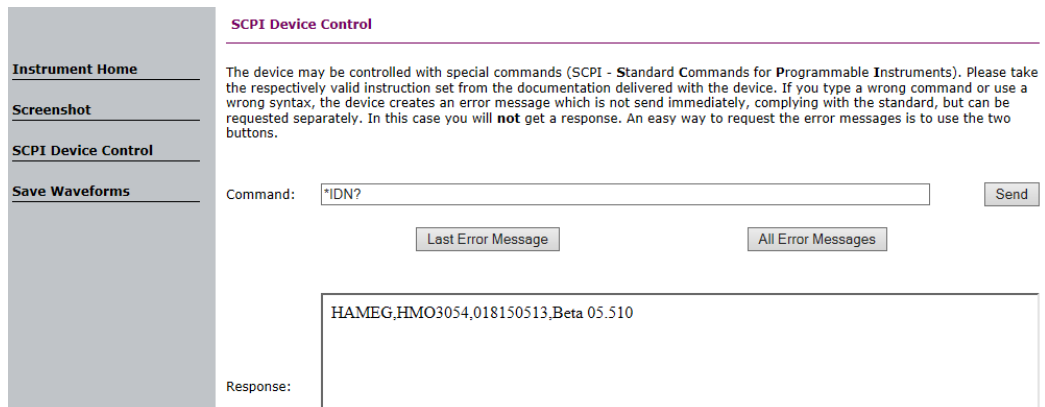 SCPI Device Control
Instrument Home
Screenshot
SCPI Device Control
Save Waveforms
The device may be controlled with special commands (SCPI - Standard Commands for Programmable Instruments). Please take
the respectively valid instruction set from the documentation delivered with the device. If you type a wrong command or use a
wrong syntax, the device creates an error message which is not send immediately, complying with the standard, but can be
requested separately. In this case you will not get a response. An easy way to request the error messages is to use the two
buttons.
Command: *IDN? Send
Last Error Message All Error Messages
HAMEG,HMO3054,018150513,Beta 05.510
Response: